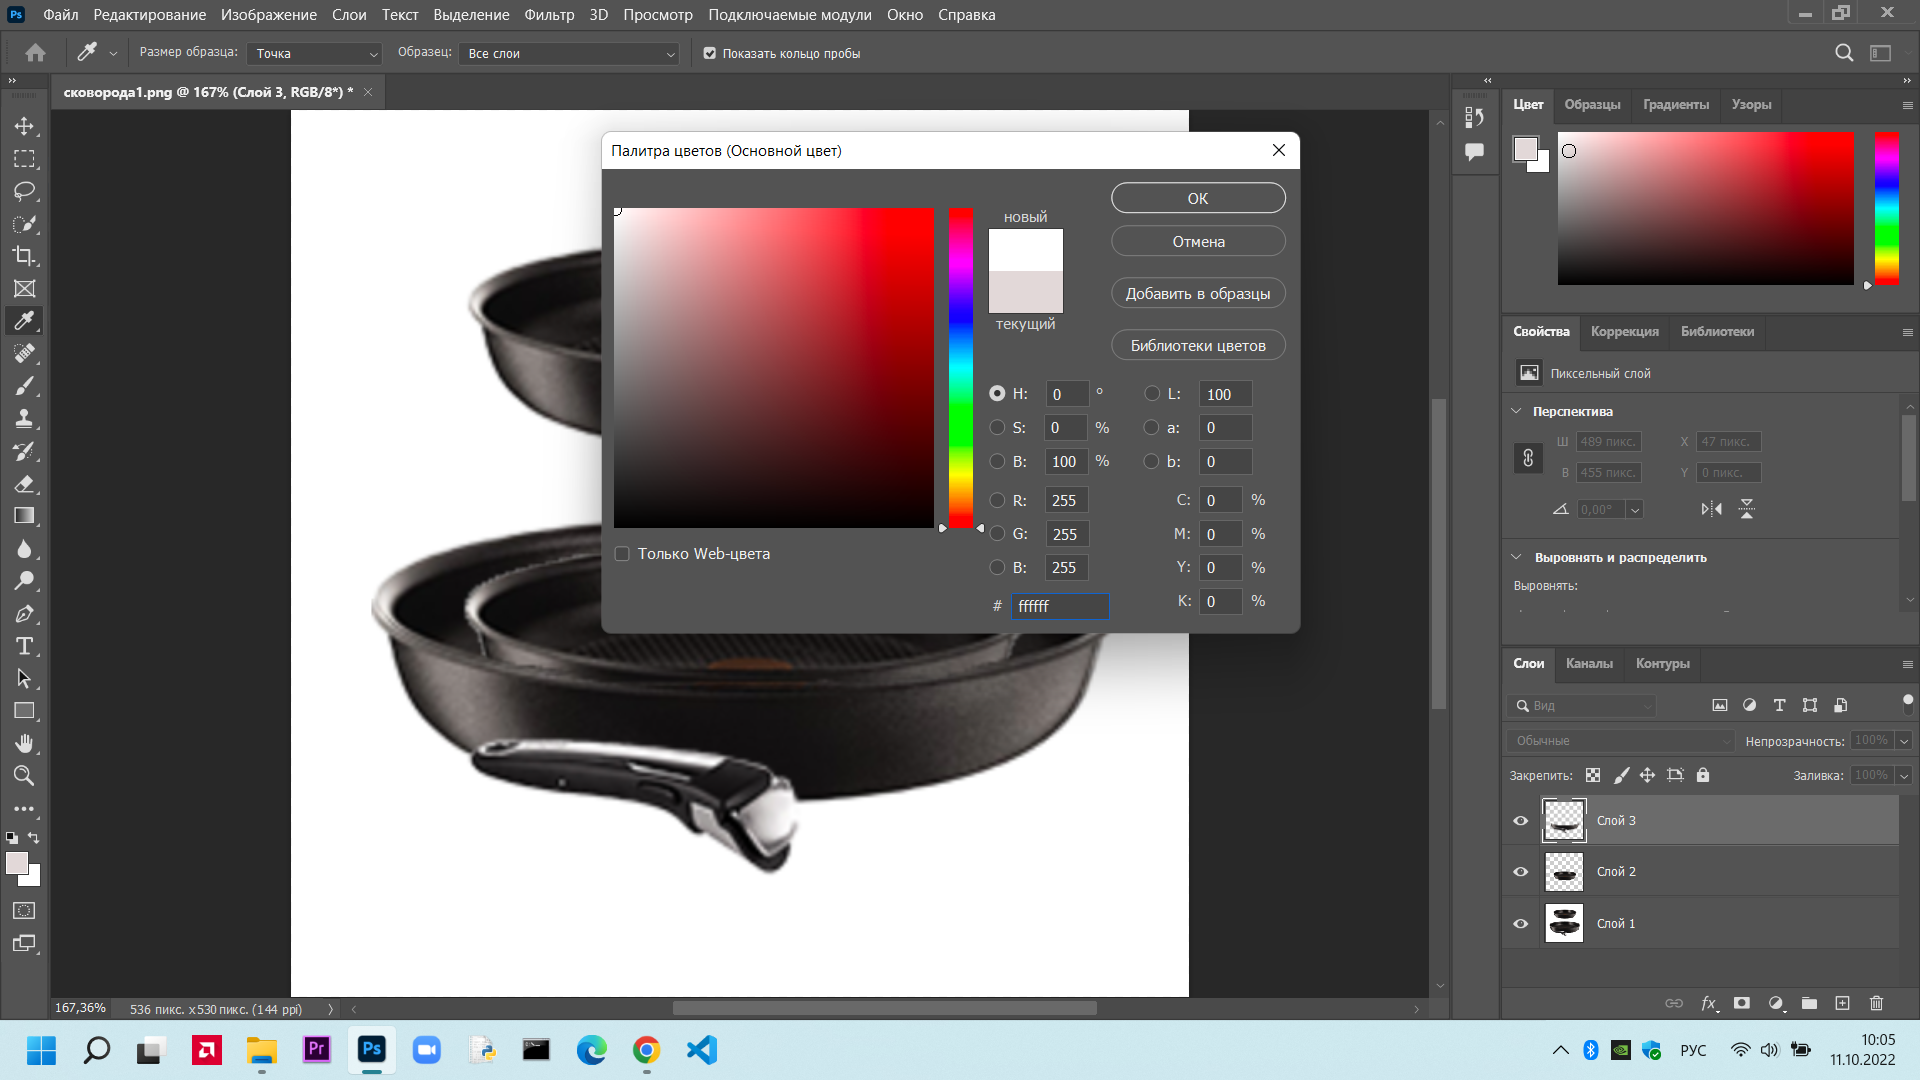 Ps Файл Редактирование Изображение Слои Текст Выделение Фильтр 3D Просмотр Подключаемые модули Окно Справка
Размер образца: Точка Образец: Все слои Показать кольцо пробы
сковорода1.png @ 167% (Слой 3, RGB/8*) *
Цвет Образцы Градиенты Узоры
Палитра цветов (Основной цвет)
ОК
новый
Отмена
Добавить в образцы
текущий
Библиотеки цветов
H: 0 ° L: 100
S: 0 % a: 0
B: 100 % b: 0
R: 255 C: 0 %
G: 255 M: 0 %
B: 255 Y: 0 %
# ffffff K: 0 %
Только Web-цвета
Свойства Коррекция Библиотеки
Пиксельный слой
Перспектива
Ш 489 пикс. X 47 пикс.
В 455 пикс. Y 0 пикс.
0,00°
Выровнять и распределить
Выровнять:
Слои Каналы Контуры
Вид
Обычные Непрозрачность: 100%
Закрепить: Заливка: 100%
Слой 3
Слой 2
Слой 1
fx
167,36% 536 пикс. x 530 пикс. (144 ppi)
Pr Ps РУС 10:05
11.10.2022